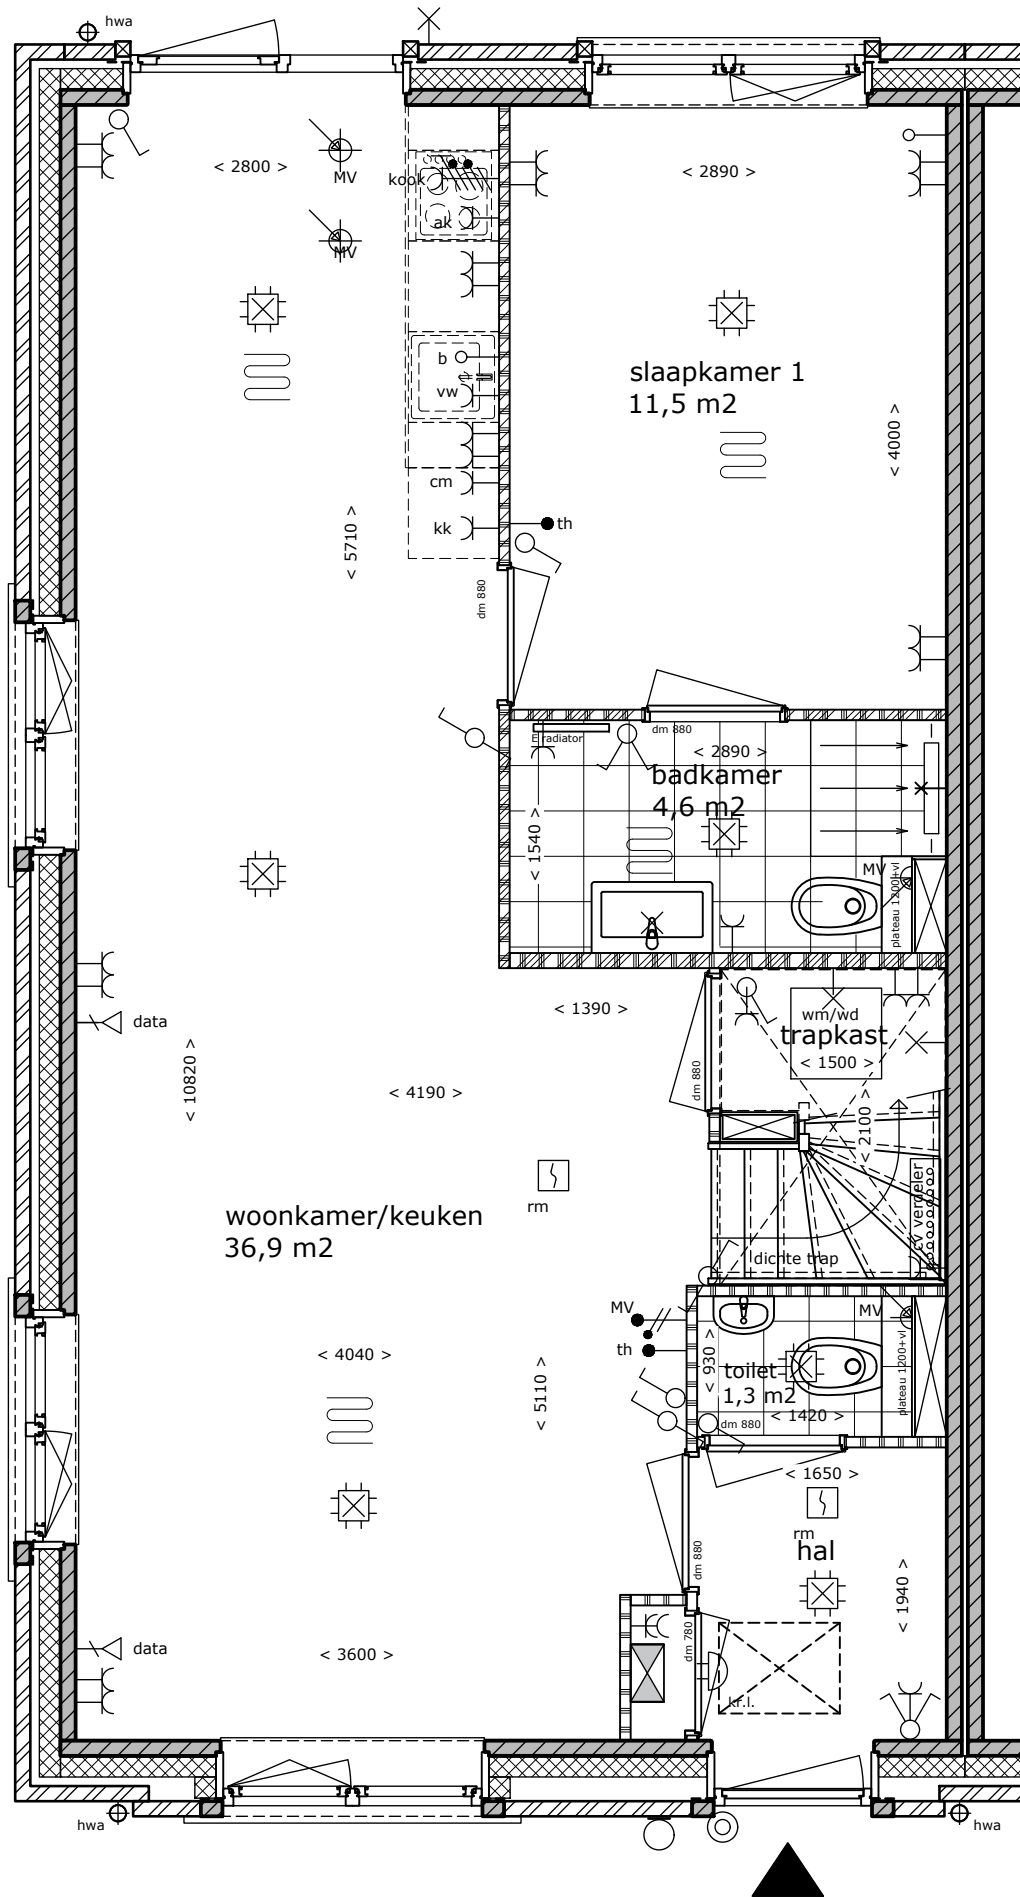 hwa
< 2800 >
MV
kook
ak
MV
< 2890 >
slaapkamer 1
11,5 m2
< 4000 >
b
vw
cm
kk
< 5710 >
th
dm 880
E radiator
dm 880
< 2890 >
badkamer
4,6 m2
< 1540 >
MV
plateau 1200+vl
< 1390 >
data
< 10820 >
< 4190 >
wm/wd
trapkast
< 1500 >
dm 880
< 2100 >
cv verdeler
rm
woonkamer/keuken
36,9 m2
dichte trap
MV
MV
th
< 930 >
toilet
1,3 m2
plateau 1200+vl
< 4040 >
< 5110 >
< 1420 >
dm 880
< 1650 >
rm
hal
dm 880
< 1940 >
data
< 3600 >
dm 780
kr.l.
hwa
hwa